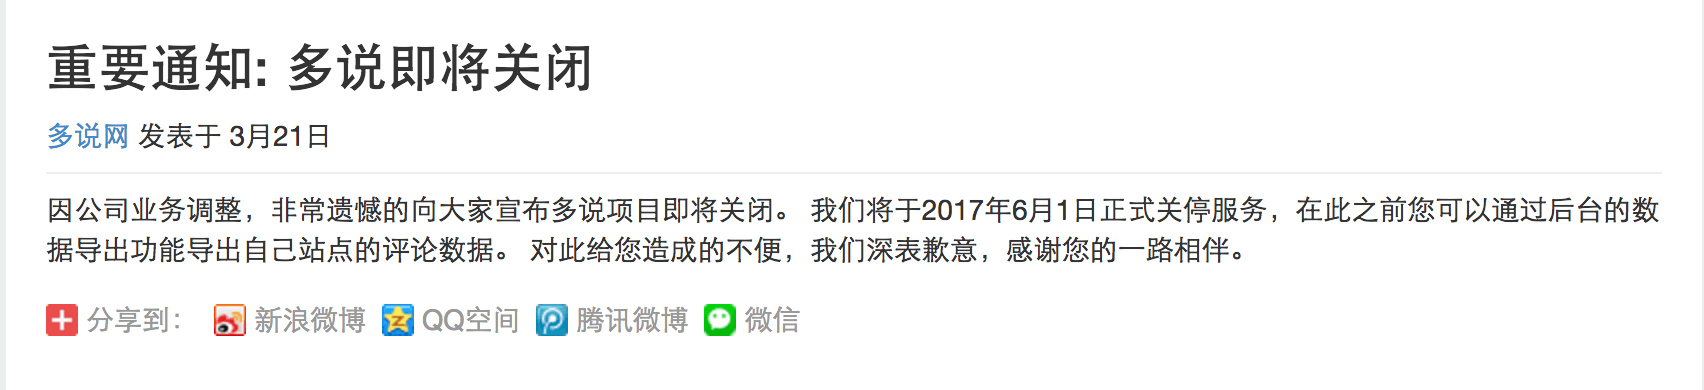 重要通知: 多说即将关闭
多说网 发表于 3月21日
因公司业务调整，非常遗憾的向大家宣布多说项目即将关闭。 我们将于2017年6月1日正式关停服务，在此之前您可以通过后台的数
据导出功能导出自己站点的评论数据。 对此给您造成的不便，我们深表歉意，感谢您的一路相伴。
分享到： 新浪微博 QQ空间 腾讯微博 微信